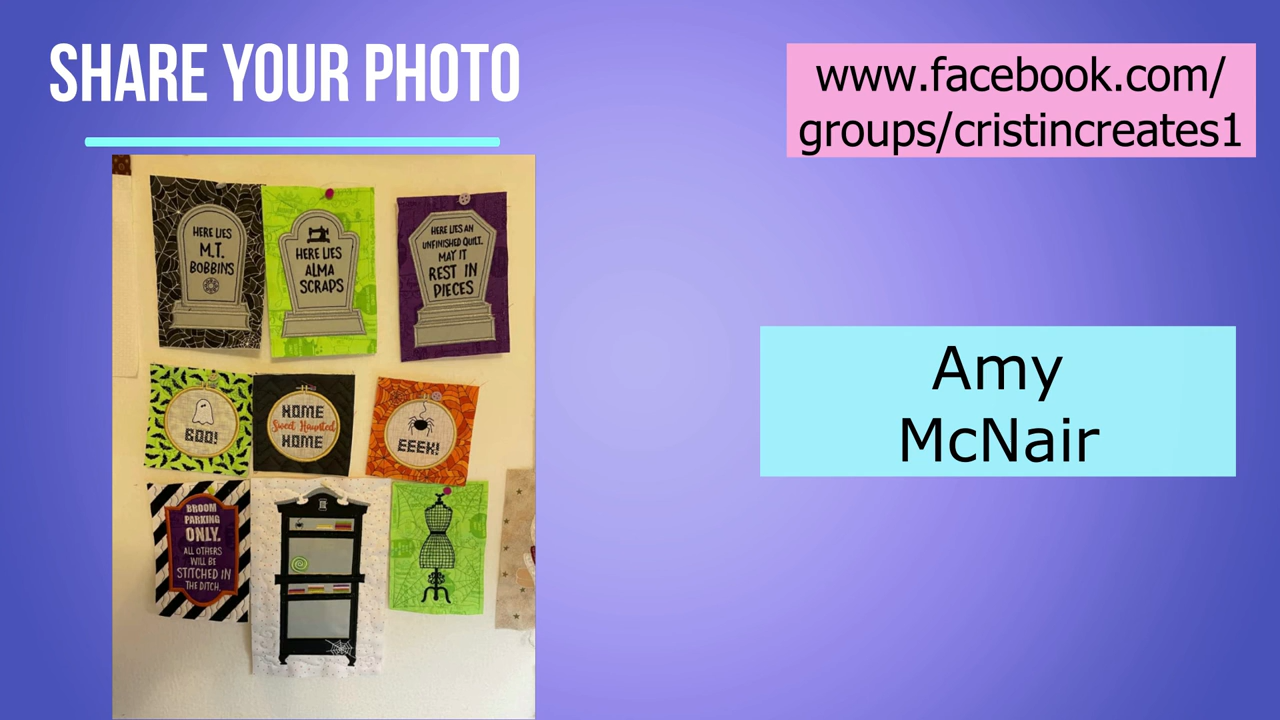 SHARE YOUR PHOTO
www.facebook.com/
groups/cristincreates1
HERE LIES
M.T.
BOBBINS
HERE LIES
ALMA
SCRAPS
HERE LIES AN
UNFINISHED QUILT.
MAY IT
REST IN
PIECES
Amy
McNair
BOO!
HOME
Sweet Haunted
HOME
EEEK!
BROOM
PARKING
ONLY.
ALL OTHERS
WILL BE
STITCHED IN
THE DITCH.